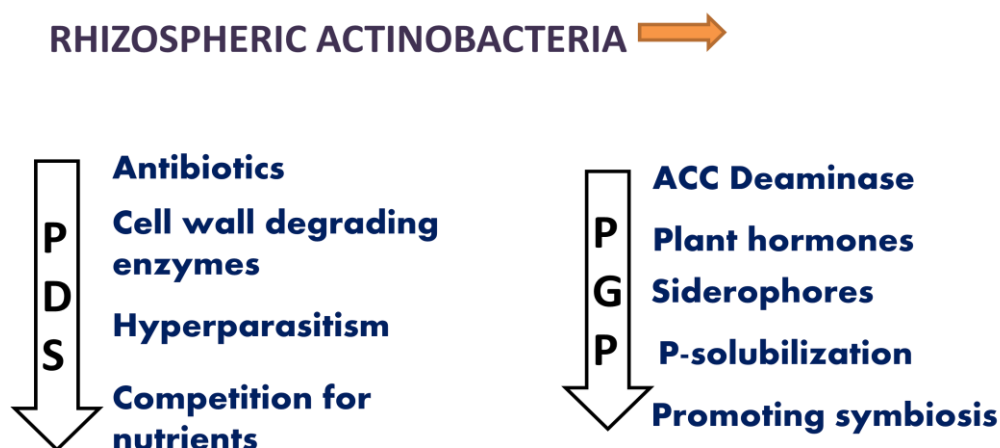 RHIZOSPHERIC ACTINOBACTERIA
P
D
S
Antibiotics
Cell wall degrading
enzymes
Hyperparasitism
Competition for
nutrients
P
G
P
ACC Deaminase
Plant hormones
Siderophores
P-solubilization
Promoting symbiosis